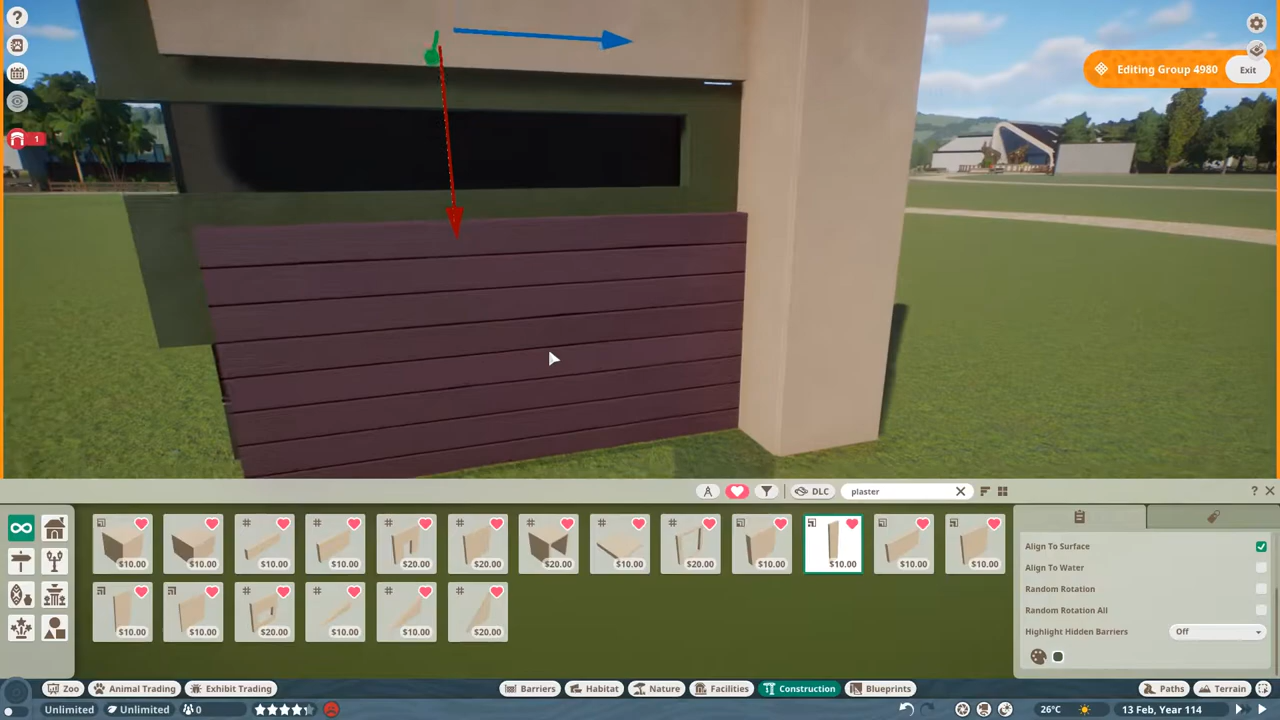 ?
Editing Group 4980
Exit
1
DLC
plaster
?
$10.00
$10.00
$10.00
$10.00
$20.00
$20.00
$20.00
$10.00
$20.00
$10.00
$10.00
$10.00
$10.00
$10.00
$10.00
$20.00
$10.00
$10.00
$20.00
Align To Surface
Align To Water
Random Rotation
Random Rotation All
Highlight Hidden Barriers Off
Zoo Animal Trading Exhibit Trading Barriers Habitat Nature Facilities Construction Blueprints Paths Terrain
Unlimited Unlimited 0 26°C 13 Feb, Year 114